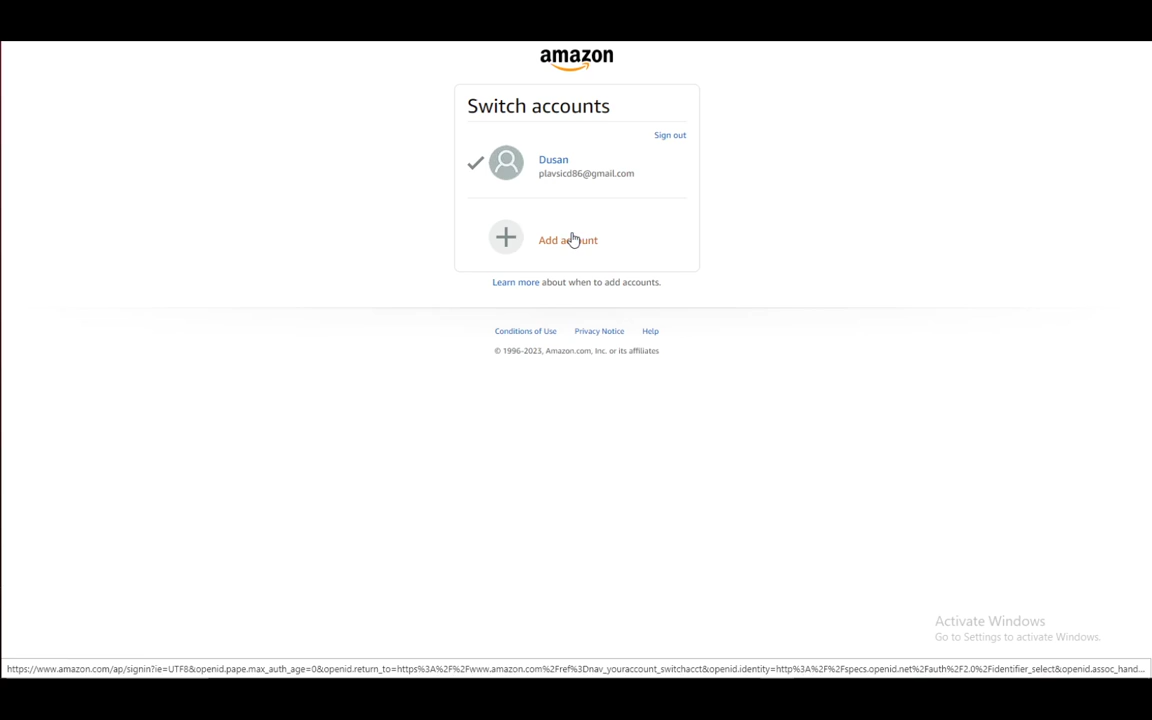 amazon
Switch accounts
Sign out
Dusan
plavsicd86@gmail.com
Add account
Learn more about when to add accounts.
Conditions of Use Privacy Notice Help
© 1996-2023, Amazon.com, Inc. or its affiliates
Activate Windows
Go to Settings to activate Windows.
https://www.amazon.com/ap/signin?ie=UTF8&openid.pape.max_auth_age=0&openid.return_to=https%3A%2F%2Fwww.amazon.com%2Fref%3Dnav_youraccount_switchacct&openid.identity=http%3A%2F%2Fspecs.openid.net%2Fauth%2F2.0%2Fidentifier_select&openid.assoc_hand...